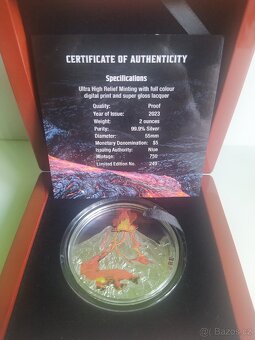 CERTIFICATE OF AUTHENTICITY
Specifications
Ultra High Relief Minting with full colour
digital print and super gloss lacquer
Quality: Proof
Year of Issue: 2023
Weight: 2 ounces
Purity: 99.9% Silver
Diameter: 55mm
Monetary Denomination: $5
Issuing Authority: Niue
Mintage: 750
Limited Edition No. 249
Bazos.cz